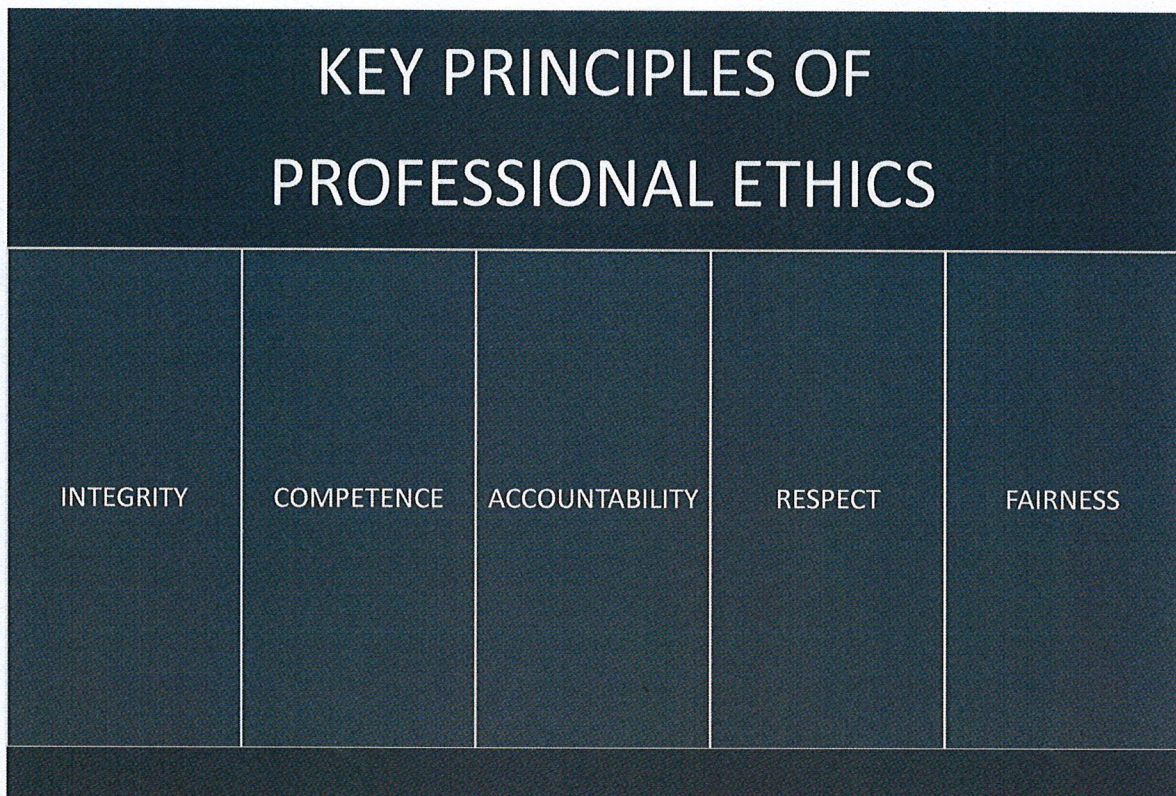 KEY PRINCIPLES OF
PROFESSIONAL ETHICS
INTEGRITY
COMPETENCE
ACCOUNTABILITY
RESPECT
FAIRNESS